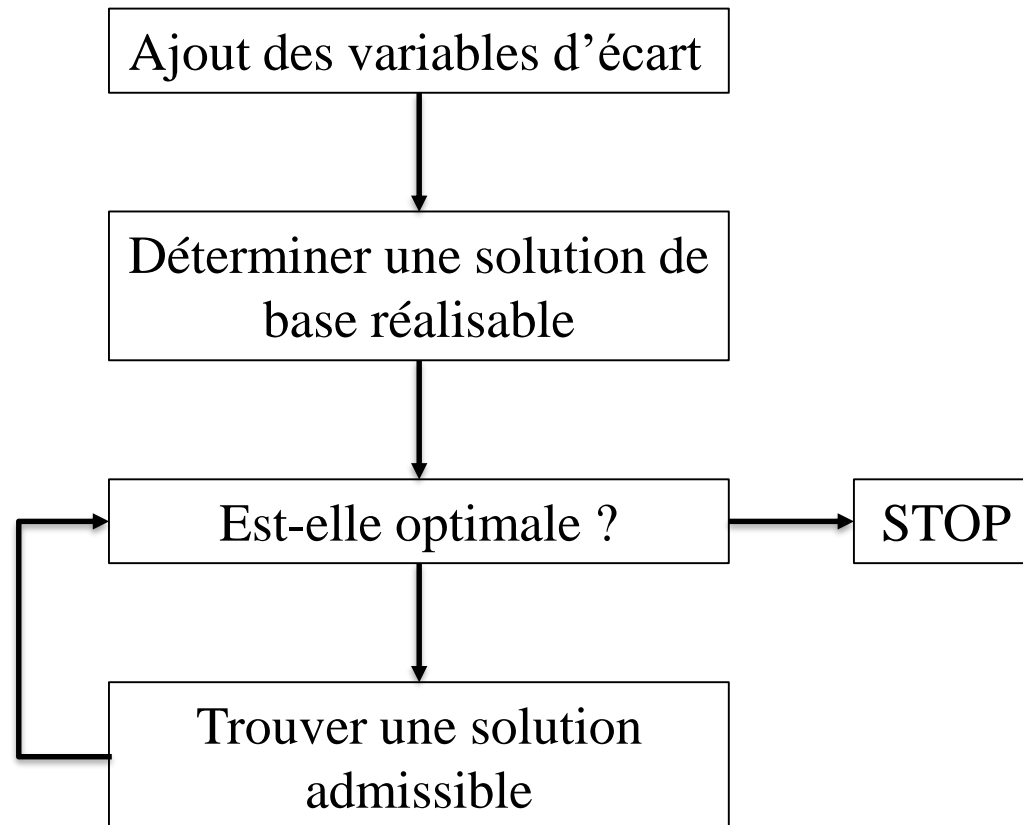 Ajout des variables d’écart
Déterminer une solution de
base réalisable
Est-elle optimale ?
STOP
Trouver une solution
admissible